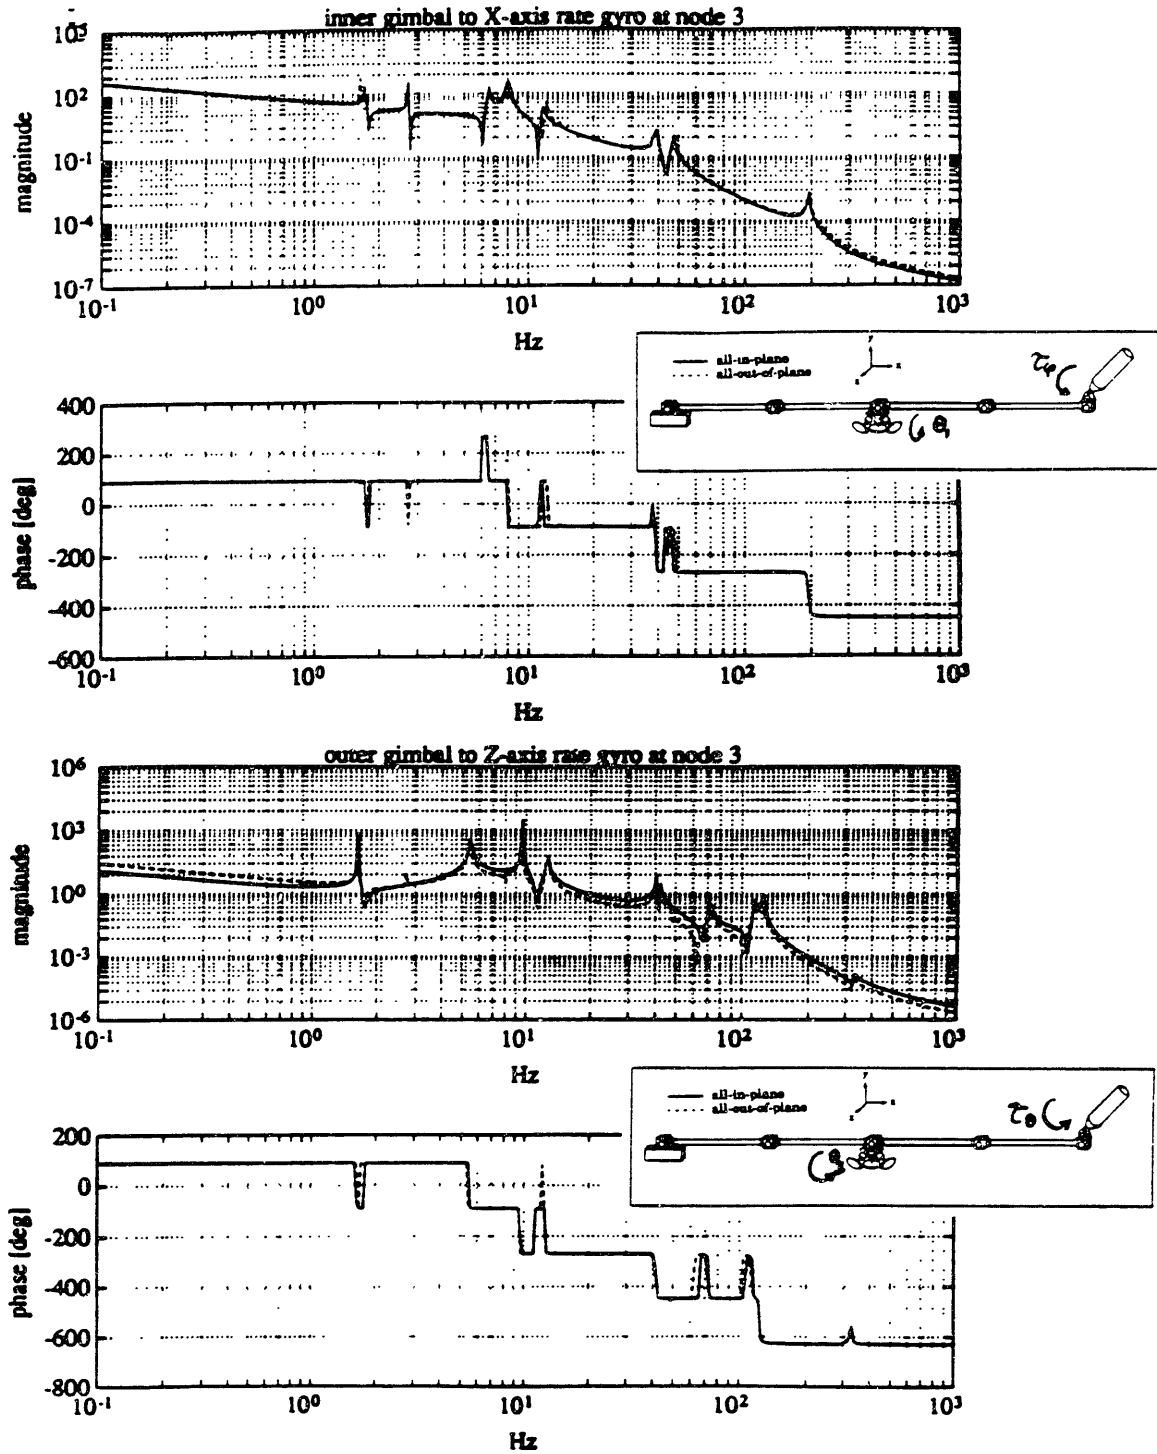 inner gimbal to X-axis rate gyro at node 3
10⁵
10²
10⁻¹
10⁻⁴
10⁻⁷
magnitude
10⁻¹ 10⁰ 10¹ 10² 10³
Hz
all-in-plane
all-out-of-plane
y
x
τφ
400
200
0
-200
-400
-600
phase [deg]
10⁻¹ 10⁰ 10¹ 10² 10³
Hz
outer gimbal to Z-axis rate gyro at node 3
10⁶
10³
10⁰
10⁻³
10⁻⁶
magnitude
10⁻¹ 10⁰ 10¹ 10² 10³
Hz
all-in-plane
all-out-of-plane
x
τθ
200
0
-200
-400
-600
-800
phase [deg]
10⁻¹ 10⁰ 10¹ 10² 10³
Hz